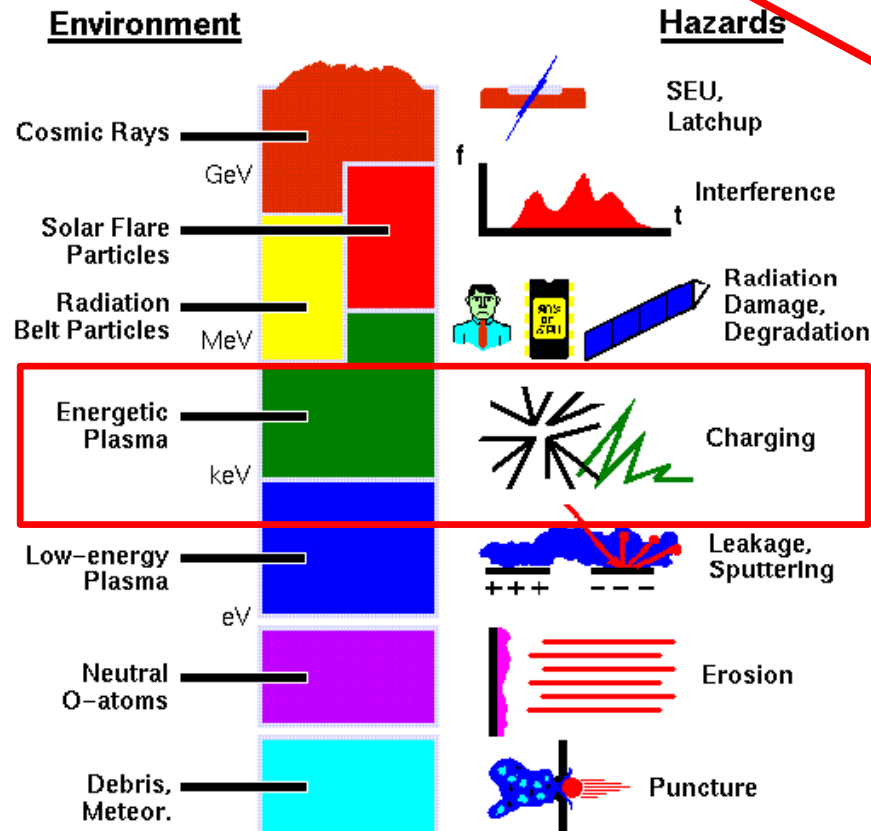 Environment
Hazards
Cosmic Rays
GeV
SEU,
Latchup
f
t
Interference
Solar Flare
Particles
Radiation
Belt Particles
MeV
Radiation
Damage,
Degradation
Energetic
Plasma
keV
Charging
Low-energy
Plasma
eV
+ + +
- - -
Leakage,
Sputtering
Neutral
O-atoms
Erosion
Debris,
Meteor.
Puncture